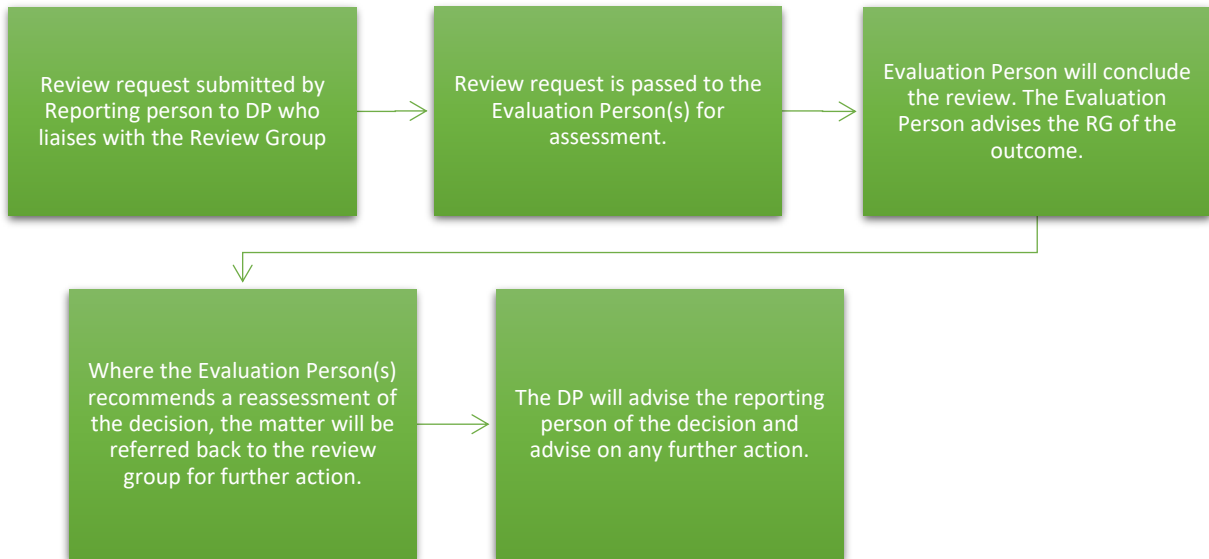 Review request submitted by
Reporting person to DP who
liaises with the Review Group
Review request is passed to the
Evaluation Person(s) for
assessment.
Evaluation Person will conclude
the review. The Evaluation
Person advises the RG of the
outcome.
Where the Evaluation Person(s)
recommends a reassessment of
the decision, the matter will be
referred back to the review
group for further action.
The DP will advise the reporting
person of the decision and
advise on any further action.